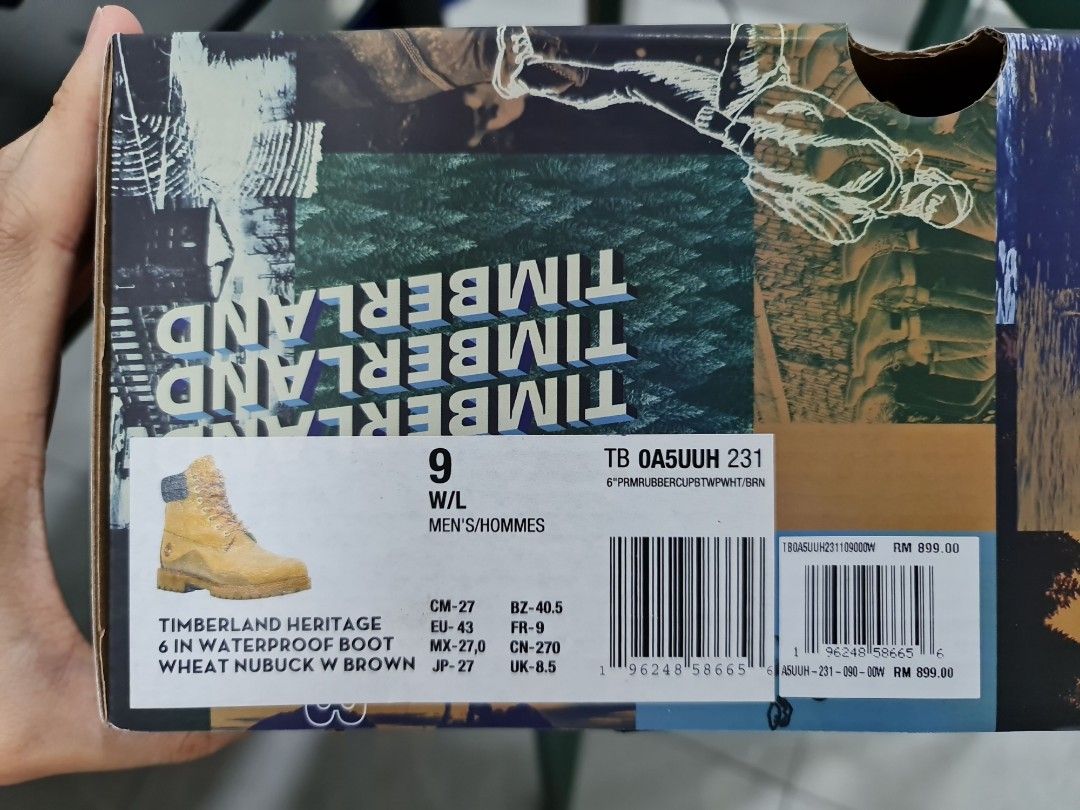 TIMBERLAND
TIMBERLAND
TIMBERLAND
9
W/L
MEN'S/HOMMES
TB 0A5UUH 231
6"PRMRUBBERCUPBTWPWHT/BRN
TIMBERLAND HERITAGE
6 IN WATERPROOF BOOT
WHEAT NUBUCK W BROWN
CM-27 BZ-40.5
EU- 43 FR-9
MX-27,0 CN-270
JP-27 UK-8.5
1 96248 58665 6
TB0A5UUH231109000W RM 899.00
1 96248 58665 6
A5UUH-231-090-00W RM 899.00